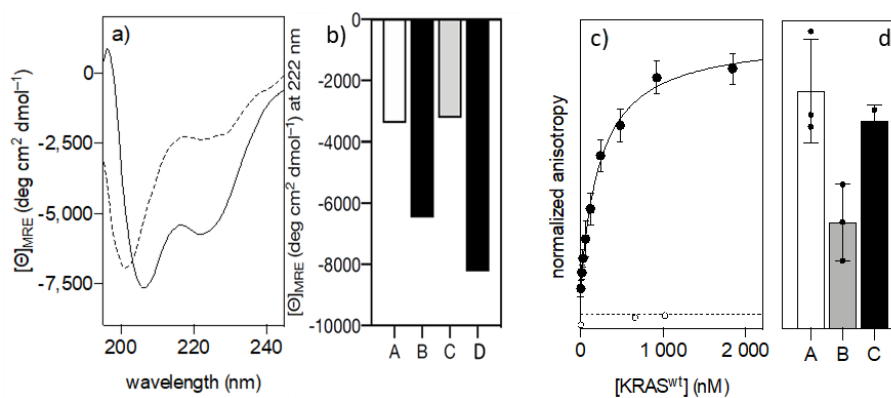 a)
[Θ]MRE (deg cm² dmol⁻¹)
0
-2,500
-5,000
-7,500
200
220
240
wavelength (nm)
b)
[Θ]MRE (deg cm² dmol⁻¹) at 222 nm
0
-2000
-4000
-6000
-8000
-10000
A
B
C
D
c)
normalized anisotropy
0
1 000
2 000
[KRASʷᵗ] (nM)
d
A
B
C